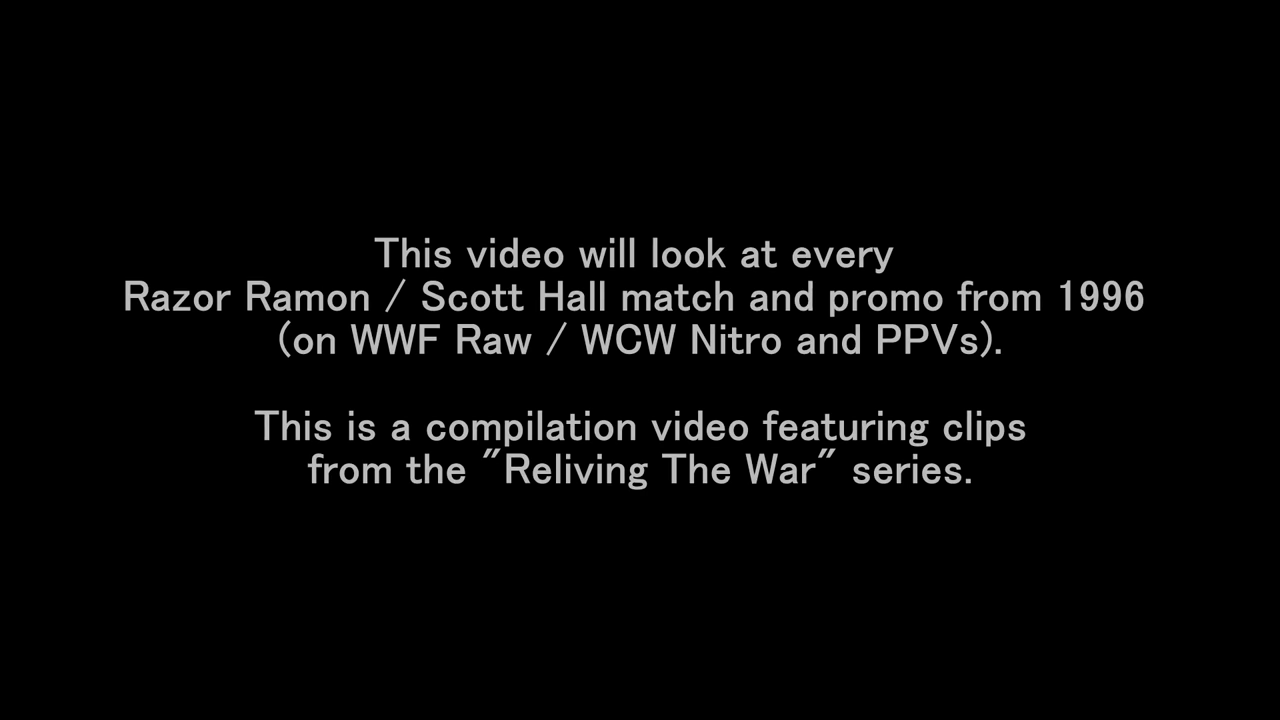 This video will look at every
Razor Ramon / Scott Hall match and promo from 1996
(on WWF Raw / WCW Nitro and PPVs).
This is a compilation video featuring clips
from the "Reliving The War" series.